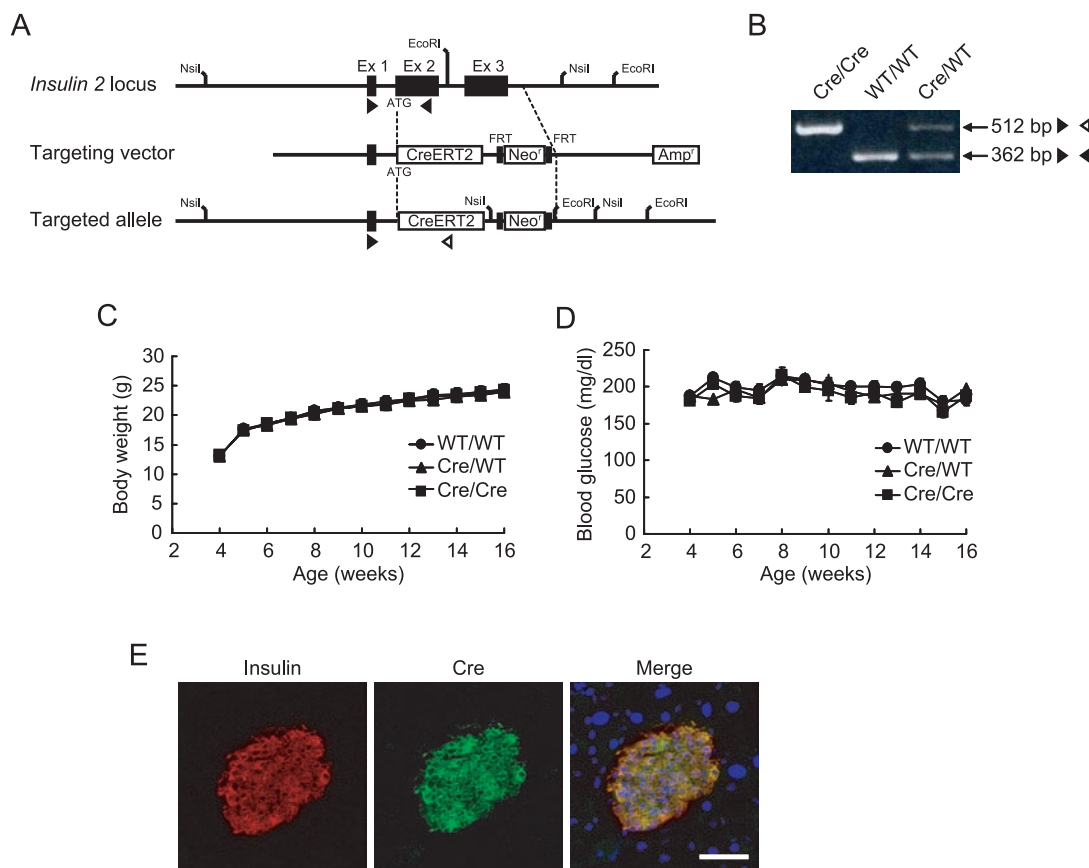 A
Insulin 2 locus
NsiI
Ex 1
Ex 2
EcoRI
Ex 3
NsiI
EcoRI
ATG
Targeting vector
FRT
FRT
CreERT2
Neoʳ
Ampʳ
ATG
Targeted allele
NsiI
CreERT2
NsiI
Neoʳ
EcoRI
NsiI
EcoRI
B
Cre/Cre
WT/WT
Cre/WT
512 bp
362 bp
C
Body weight (g)
30
25
20
15
10
5
0
2 4 6 8 10 12 14 16
Age (weeks)
WT/WT
Cre/WT
Cre/Cre
D
Blood glucose (mg/dl)
250
200
150
100
50
0
2 4 6 8 10 12 14 16
Age (weeks)
WT/WT
Cre/WT
Cre/Cre
E
Insulin
Cre
Merge